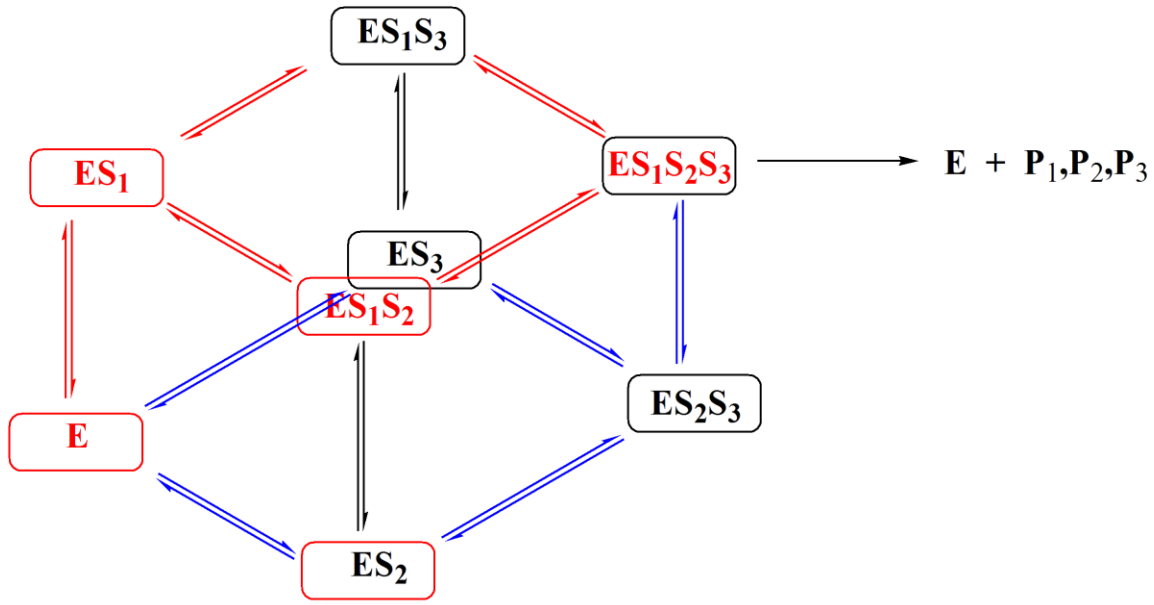 ES₁S₃
ES₁
ES₁S₂S₃
E + P₁,P₂,P₃
ES₃
ES₁S₂
ES₂S₃
E
ES₂